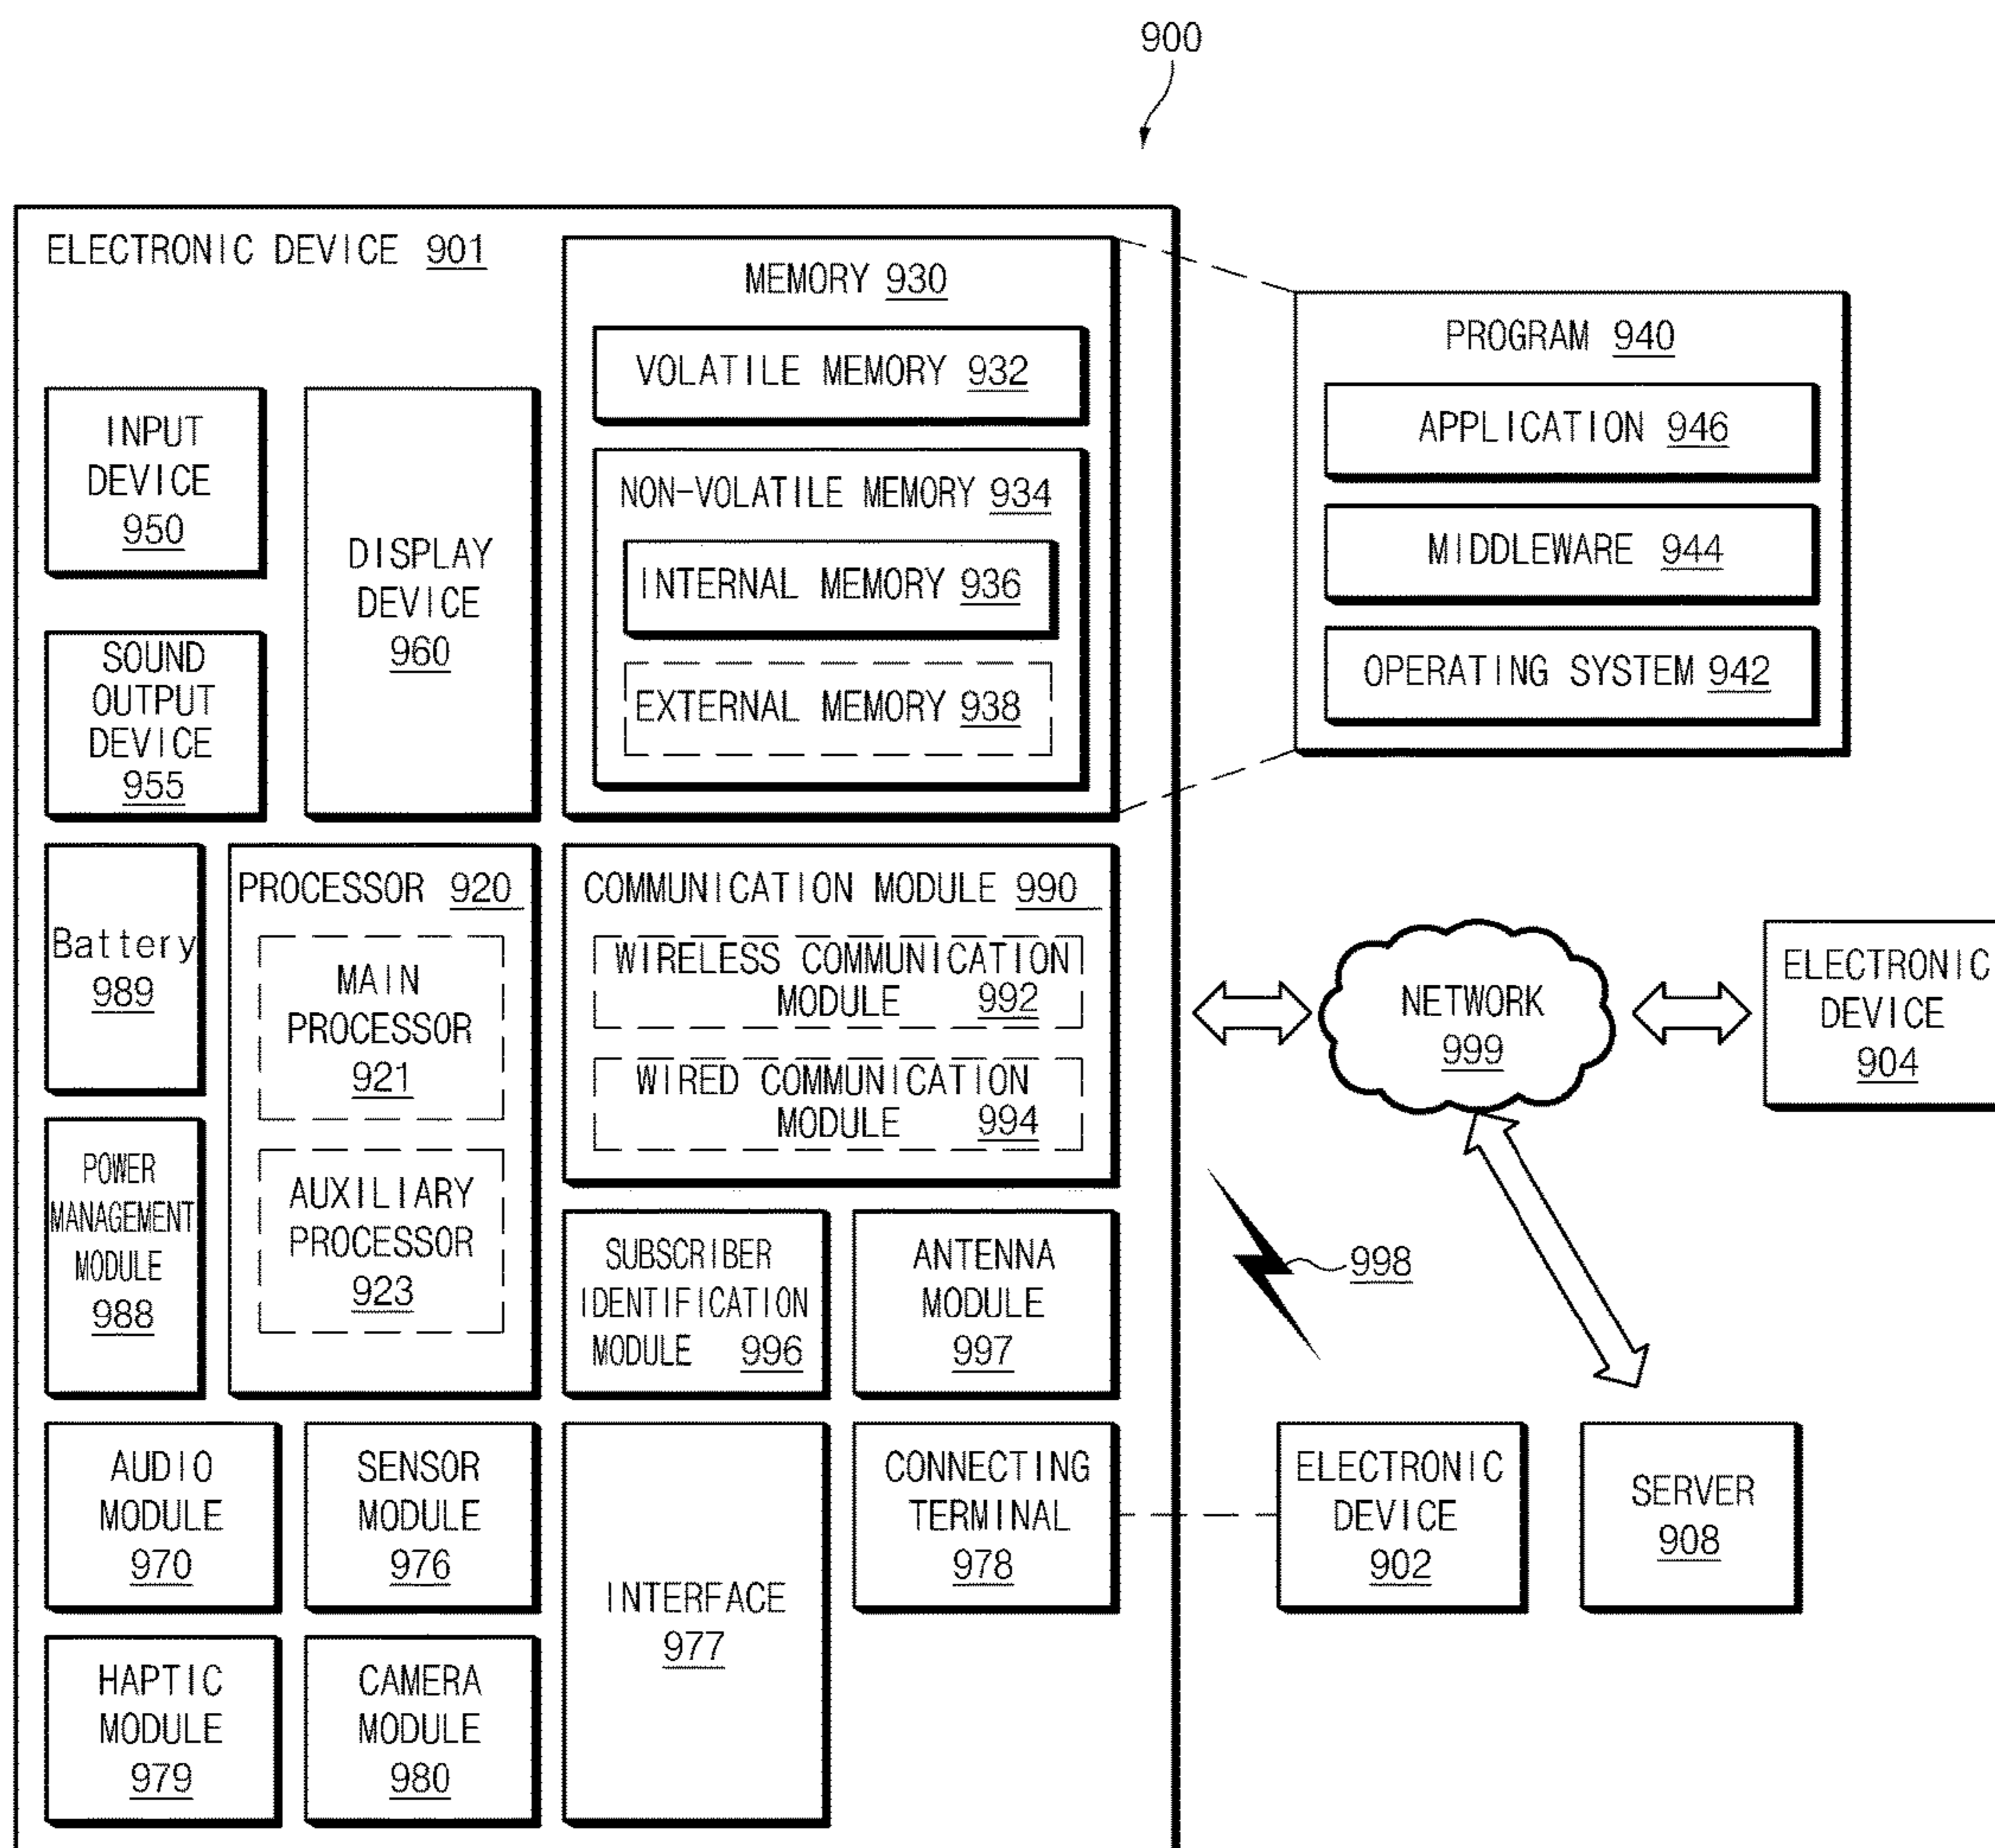 900
ELECTRONIC DEVICE 901
MEMORY 930
VOLATILE MEMORY 932
NON-VOLATILE MEMORY 934
INTERNAL MEMORY 936
EXTERNAL MEMORY 938
PROGRAM 940
APPLICATION 946
MIDDLEWARE 944
OPERATING SYSTEM 942
INPUT
DEVICE
950
SOUND
OUTPUT
DEVICE
955
DISPLAY
DEVICE
960
Battery
989
POWER
MANAGEMENT
MODULE
988
PROCESSOR 920
MAIN
PROCESSOR
921
AUXILIARY
PROCESSOR
923
COMMUNICATION MODULE 990
WIRELESS COMMUNICATION
MODULE 992
WIRED COMMUNICATION
MODULE 994
SUBSCRIBER
IDENTIFICATION
MODULE 996
ANTENNA
MODULE
997
NETWORK
999
ELECTRONIC
DEVICE
904
998
AUDIO
MODULE
970
SENSOR
MODULE
976
INTERFACE
977
CONNECTING
TERMINAL
978
ELECTRONIC
DEVICE
902
SERVER
908
HAPTIC
MODULE
979
CAMERA
MODULE
980